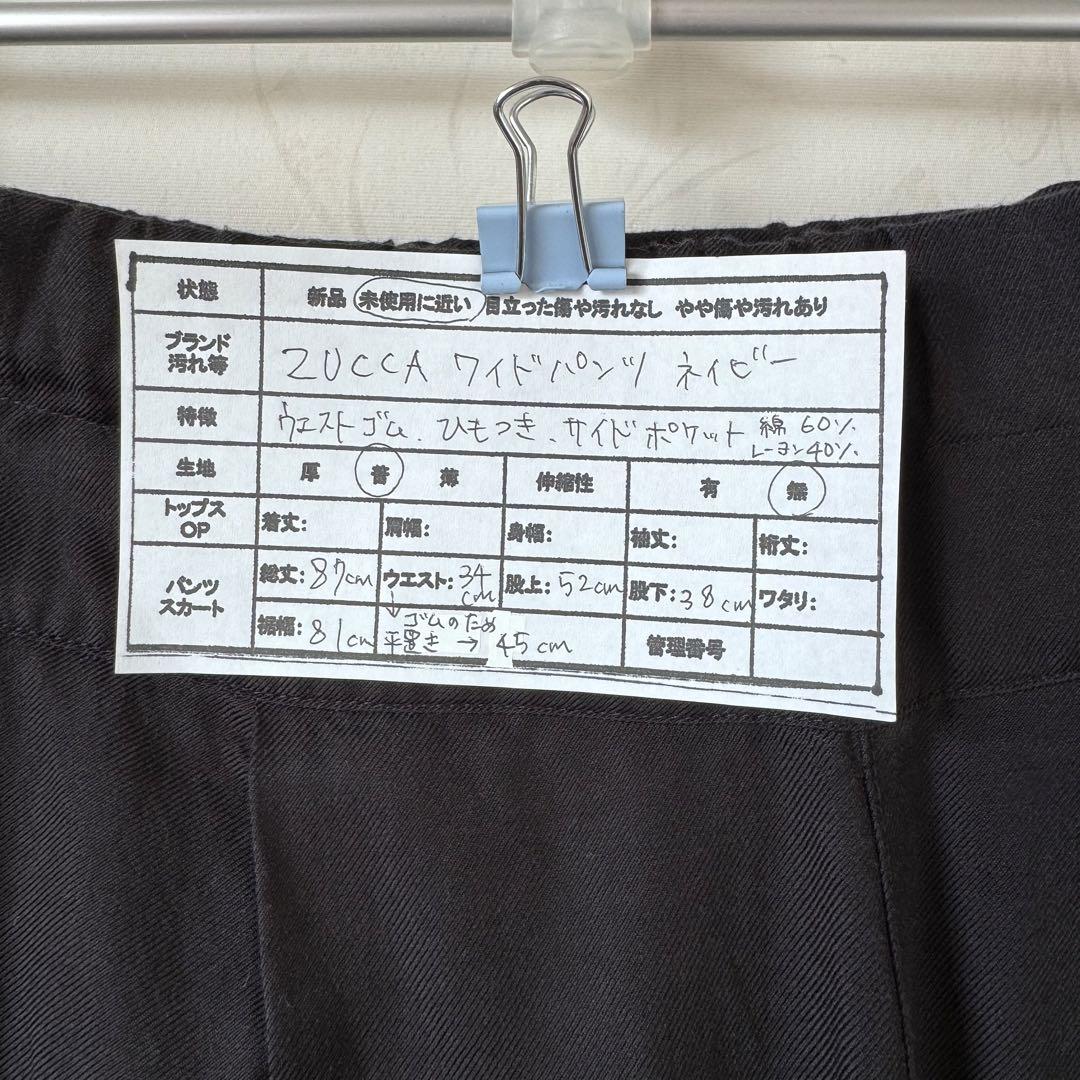 状態 新品 未使用に近い 目立った傷や汚れなし やや傷や汚れあり
ブランド 汚れ等 ZUCCA ワイドパンツ ネイビー
特徴 ウエストゴム、ひもつき、サイドポケット 綿60%
レーヨン40%
生地 厚 普 薄 伸縮性 有 無
トップス OP 着丈: 肩幅: 身幅: 袖丈: 裄丈:
パンツ スカート 総丈:87cm ウエスト:34cm 股上:52cm 股下:38cm ワタリ:
裾幅:81cm ↓ゴムのため
平置き → 45cm 管理番号